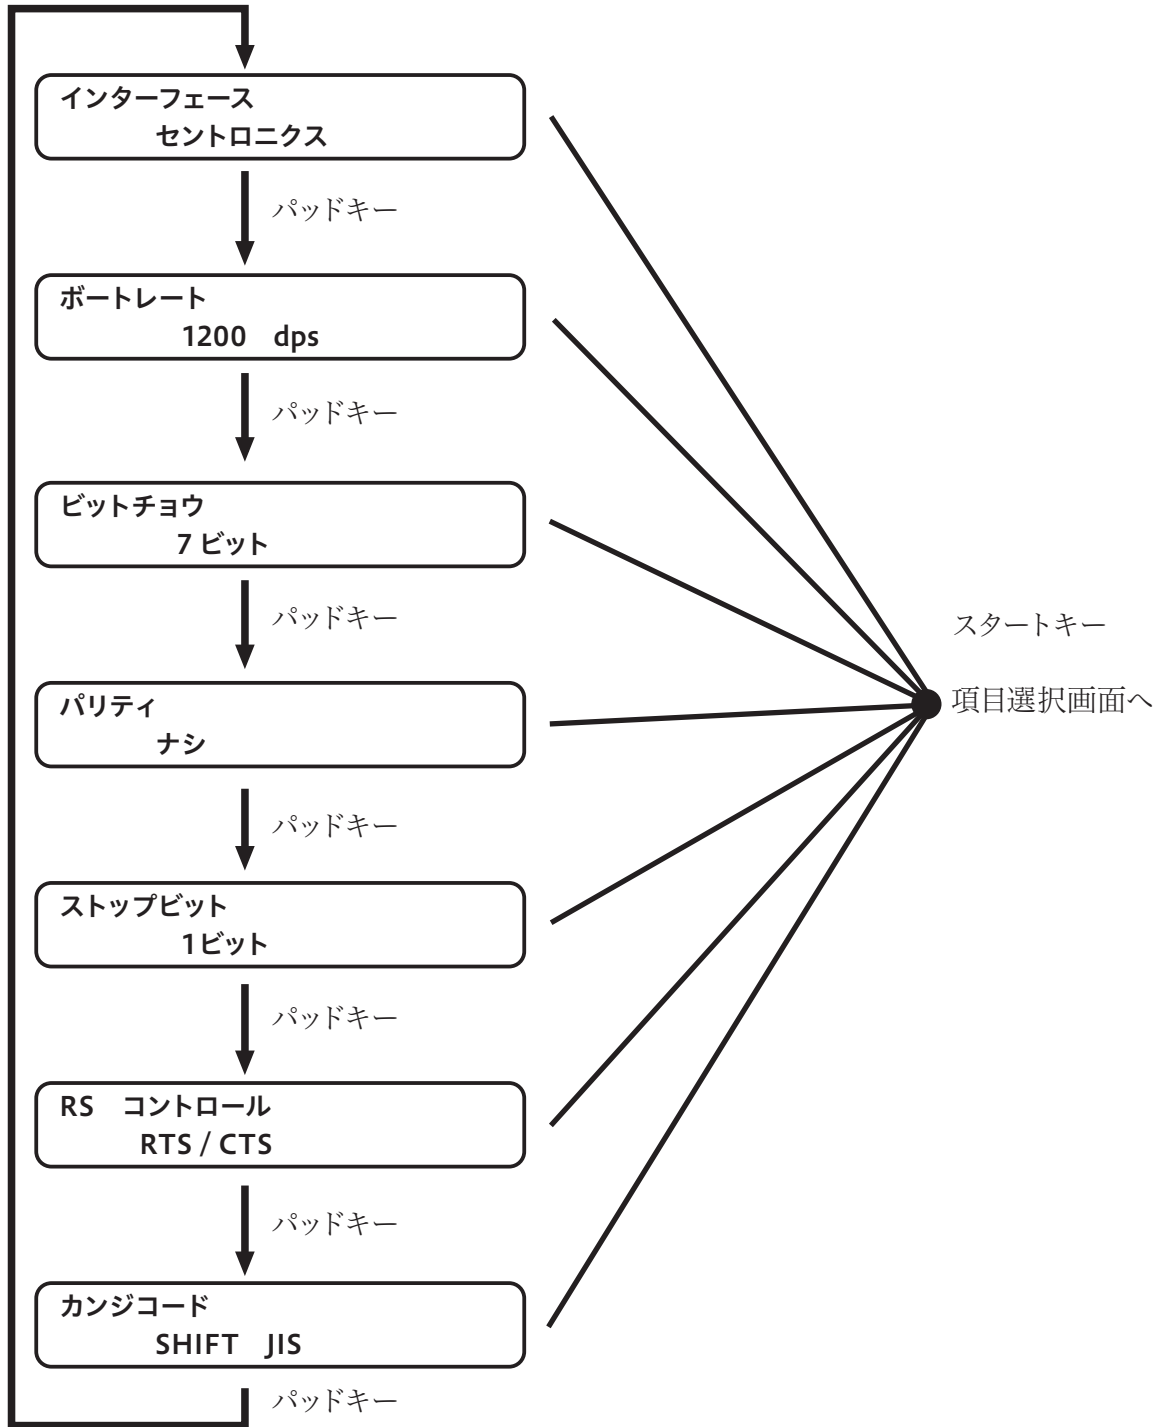 インターフェース
セントロニクス
パッドキー
ボートレート
1200 dps
パッドキー
ビットチョウ
7 ビット
パッドキー
スタートキー
パリティ
ナシ
項目選択画面へ
パッドキー
ストップビット
1ビット
パッドキー
RS コントロール
RTS / CTS
パッドキー
カンジコード
SHIFT JIS
パッドキー